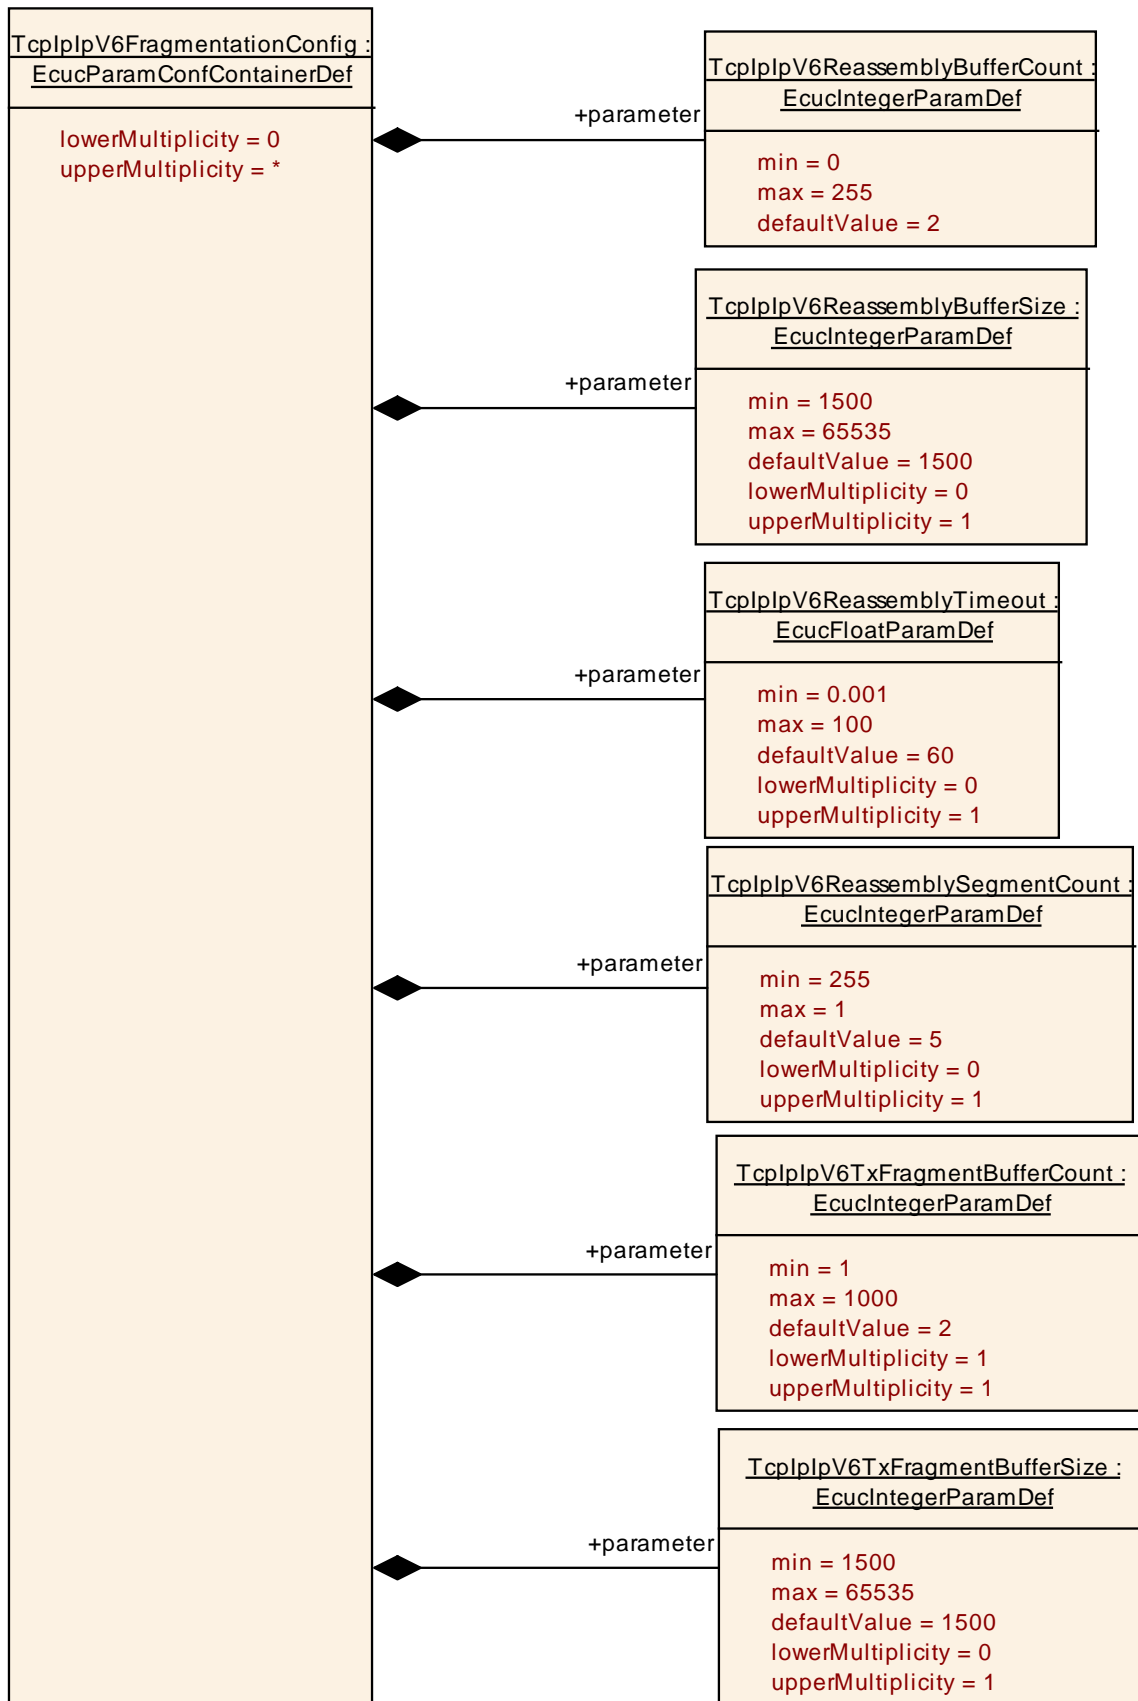 TcpIpIpV6FragmentationConfig :
EcucParamConfContainerDef
lowerMultiplicity = 0
upperMultiplicity = *
+parameter
TcpIpIpV6ReassemblyBufferCount :
EcucIntegerParamDef
min = 0
max = 255
defaultValue = 2
+parameter
TcpIpIpV6ReassemblyBufferSize :
EcucIntegerParamDef
min = 1500
max = 65535
defaultValue = 1500
lowerMultiplicity = 0
upperMultiplicity = 1
+parameter
TcpIpIpV6ReassemblyTimeout :
EcucFloatParamDef
min = 0.001
max = 100
defaultValue = 60
lowerMultiplicity = 0
upperMultiplicity = 1
+parameter
TcpIpIpV6ReassemblySegmentCount :
EcucIntegerParamDef
min = 255
max = 1
defaultValue = 5
lowerMultiplicity = 0
upperMultiplicity = 1
+parameter
TcpIpIpV6TxFragmentBufferCount :
EcucIntegerParamDef
min = 1
max = 1000
defaultValue = 2
lowerMultiplicity = 1
upperMultiplicity = 1
+parameter
TcpIpIpV6TxFragmentBufferSize :
EcucIntegerParamDef
min = 1500
max = 65535
defaultValue = 1500
lowerMultiplicity = 0
upperMultiplicity = 1